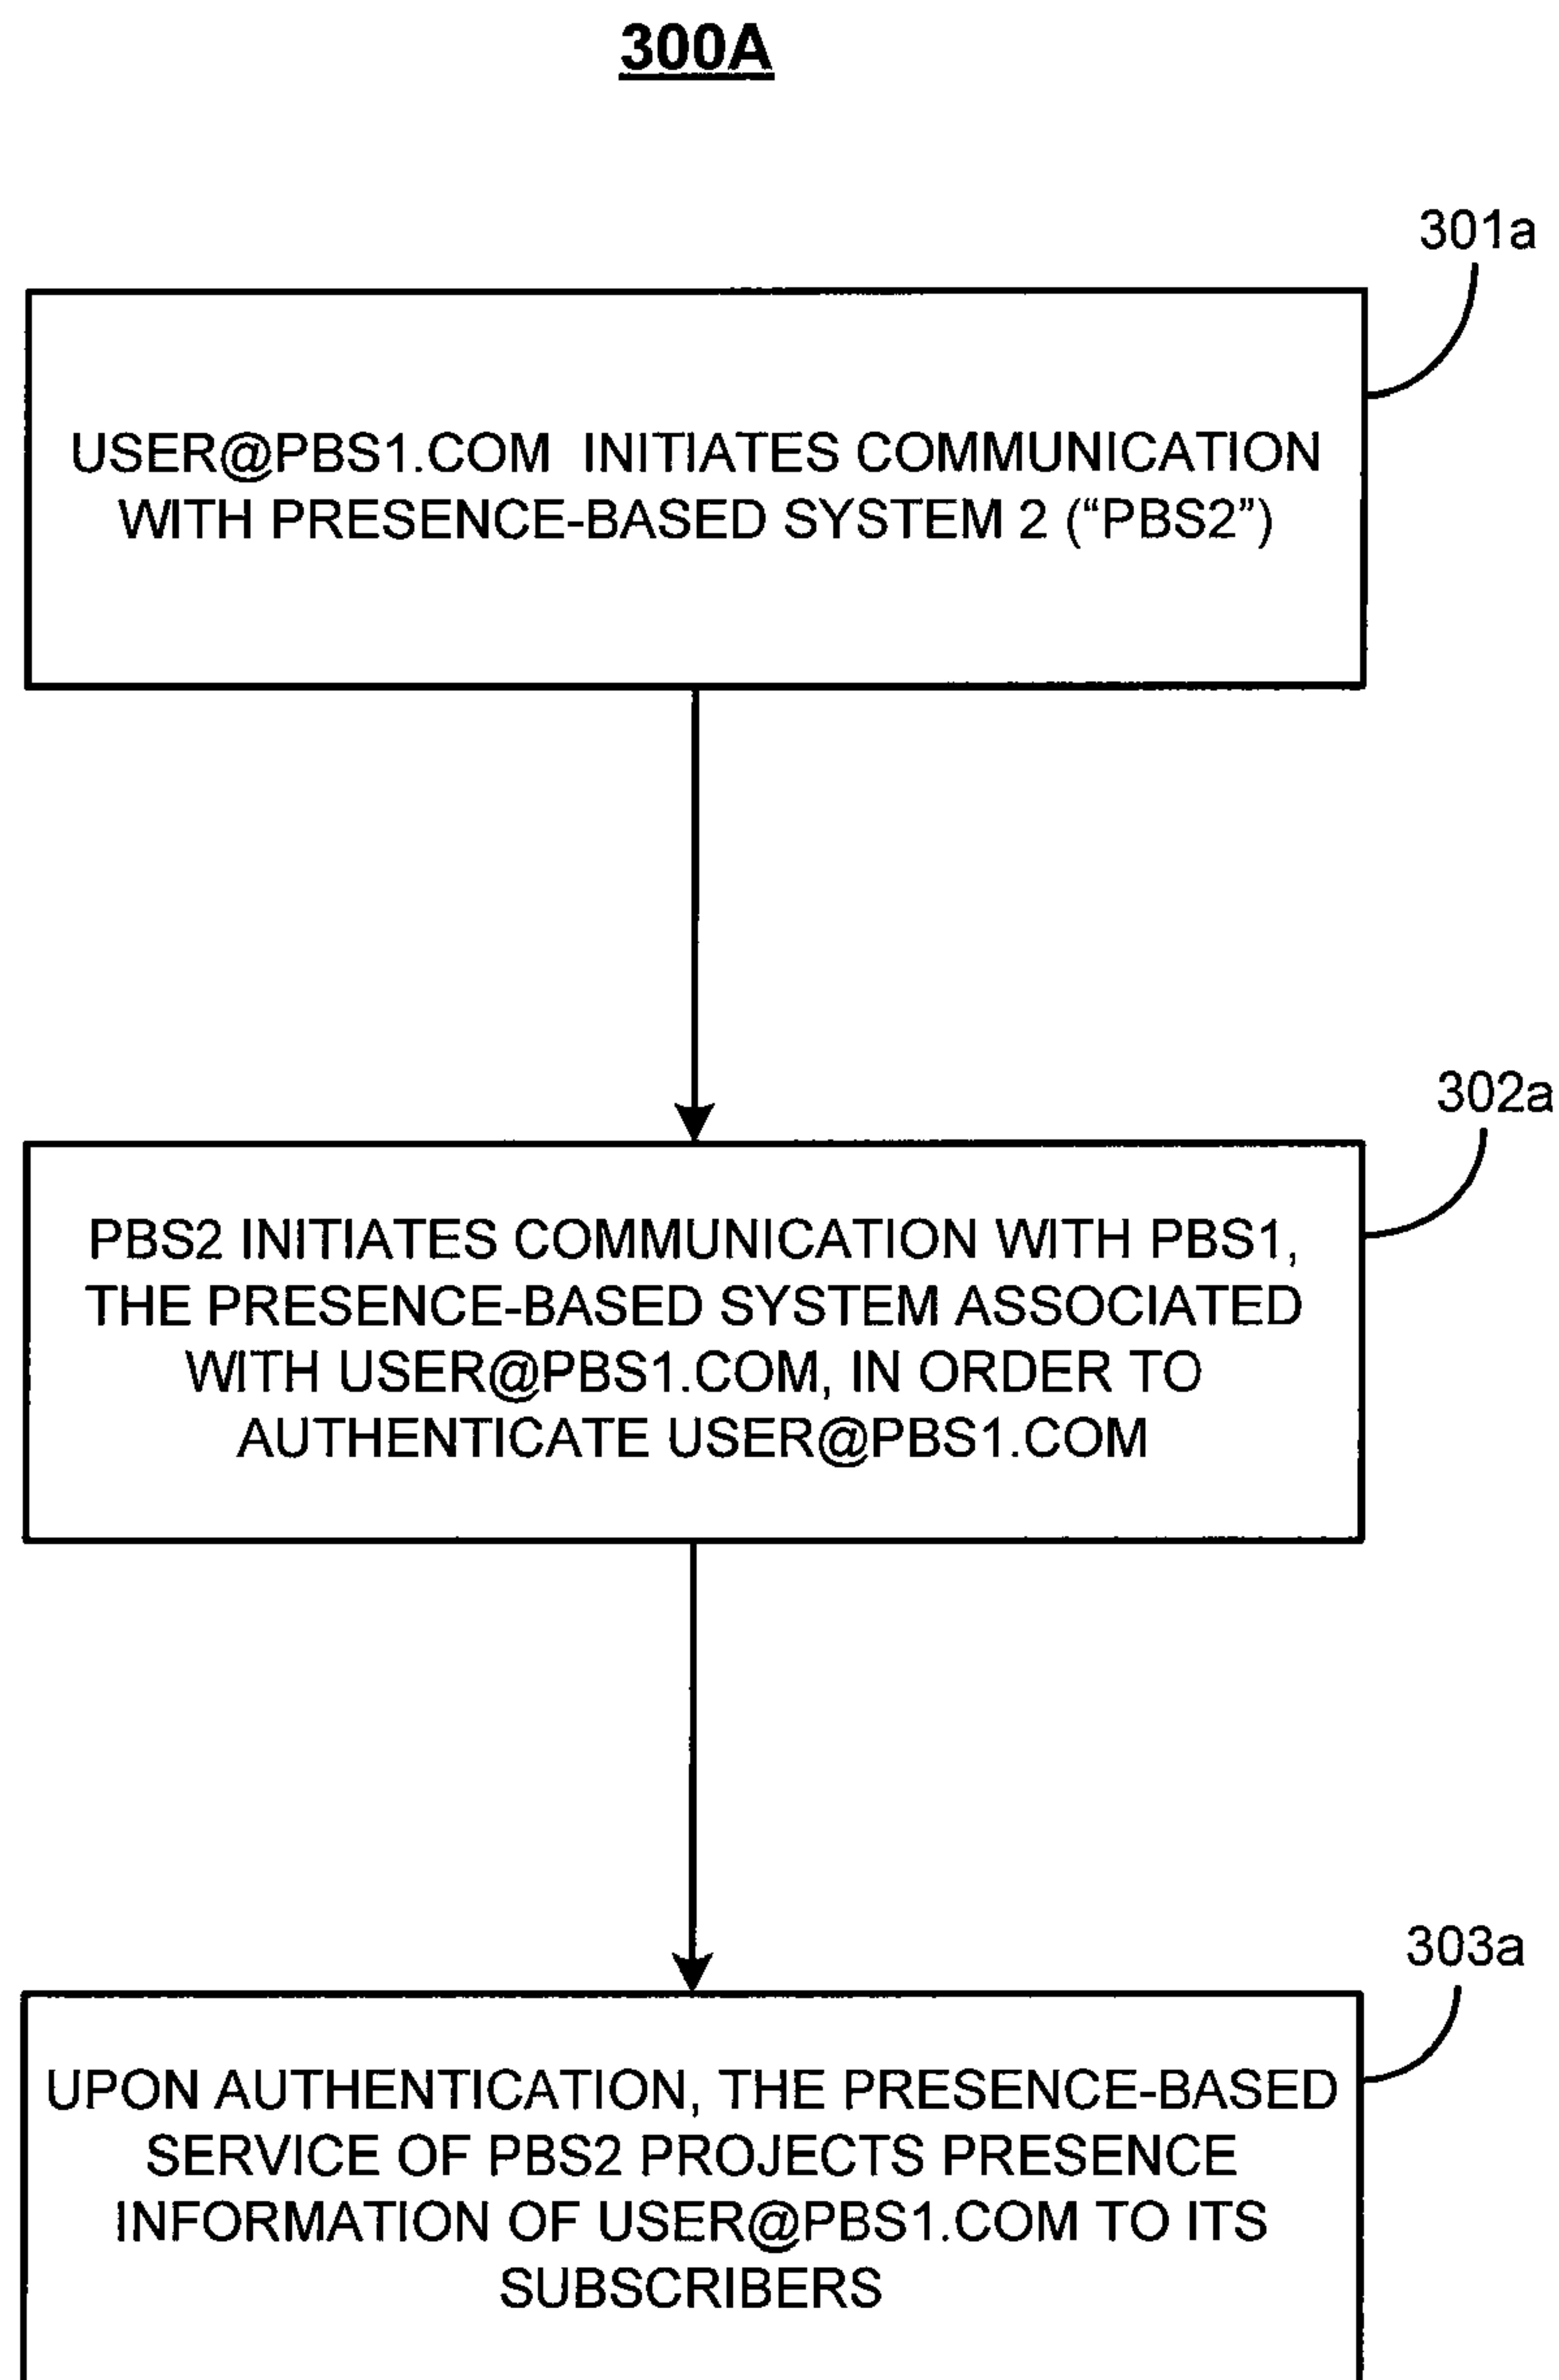 300A
301a
USER@PBS1.COM INITIATES COMMUNICATION
WITH PRESENCE-BASED SYSTEM 2 (“PBS2”)
302a
PBS2 INITIATES COMMUNICATION WITH PBS1,
THE PRESENCE-BASED SYSTEM ASSOCIATED
WITH USER@PBS1.COM, IN ORDER TO
AUTHENTICATE USER@PBS1.COM
303a
UPON AUTHENTICATION, THE PRESENCE-BASED
SERVICE OF PBS2 PROJECTS PRESENCE
INFORMATION OF USER@PBS1.COM TO ITS
SUBSCRIBERS